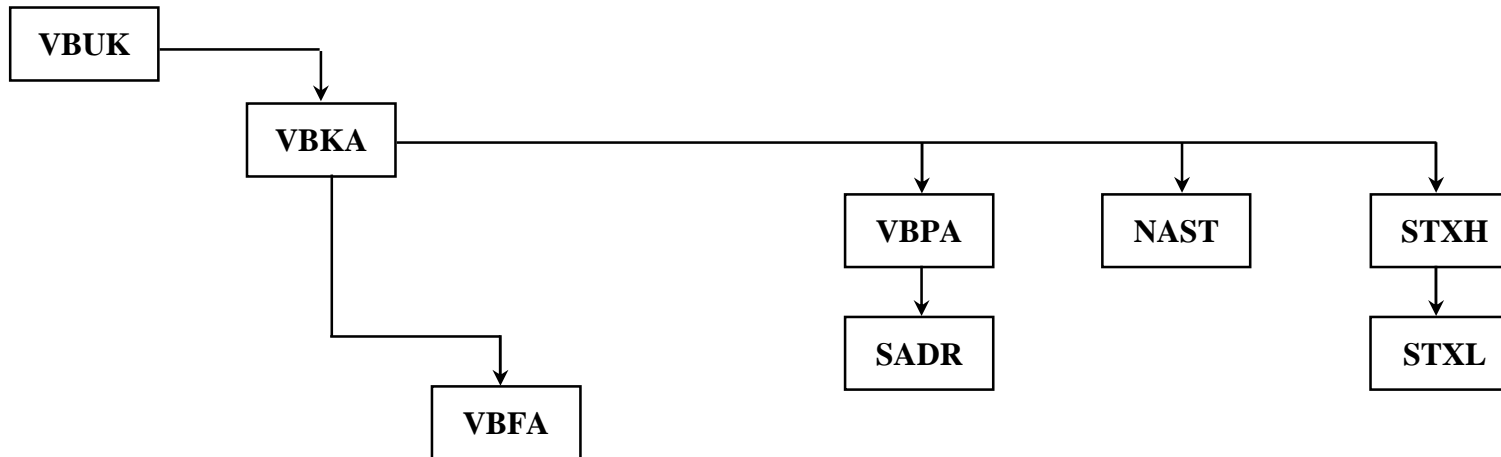 VBUK
VBKA
VBPA
NAST
STXH
SADR
STXL
VBFA